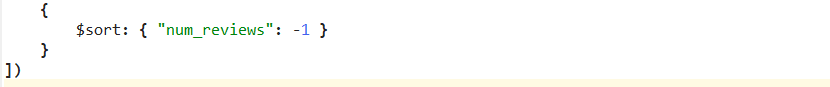 {
$sort: { "num_reviews": -1 }
}
])